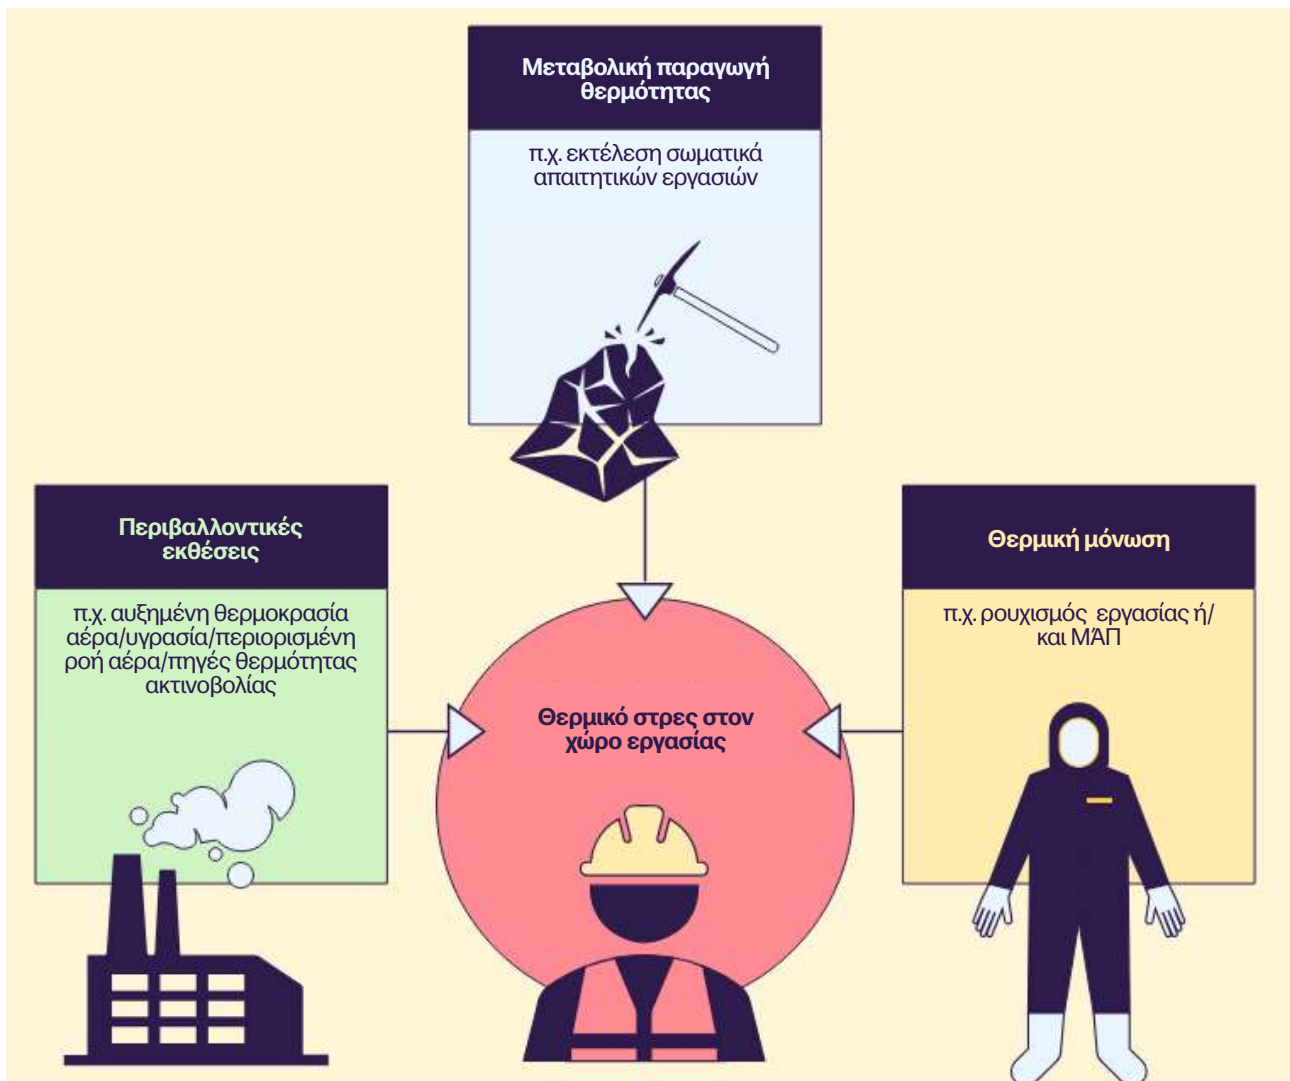 Μεταβολική παραγωγή
θερμότητας
π.χ. εκτέλεση σωματικά
απαιτητικών εργασιών
Περιβαλλοντικές
εκθέσεις
π.χ. αυξημένη θερμοκρασία
αέρα/υγρασία/περιορισμένη
ροή αέρα/πηγές θερμότητας
ακτινοβολίας
Θερμική μόνωση
π.χ. ρουχισμός εργασίας ή/
και ΜΆΠ
Θερμικό στρες στον
χώρο εργασίας